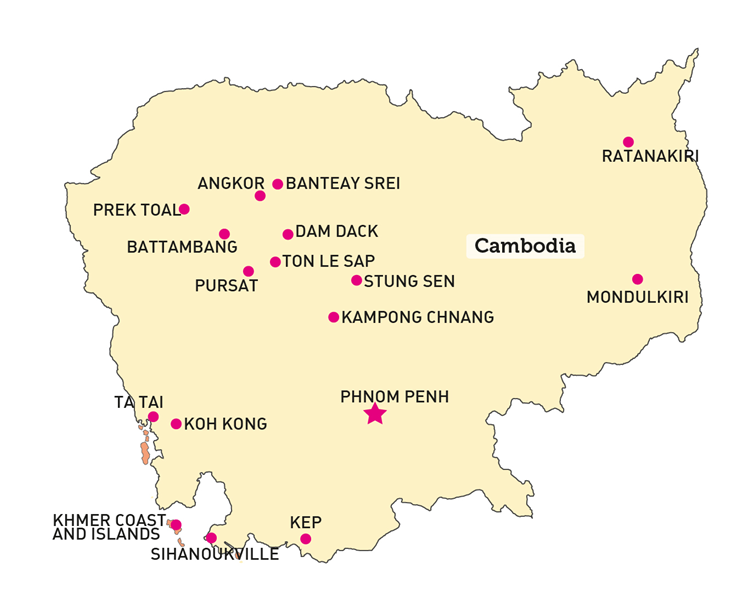 RATANAKIRI
ANGKOR
BANTEAY SREI
PREK TOAL
DAM DACK
BATTAMBANG
Cambodia
TON LE SAP
PURSAT
STUNG SEN
MONDULKIRI
KAMPONG CHNANG
PHNOM PENH
TA TAI
KOH KONG
KHMER COAST
AND ISLANDS
KEP
SIHANOUKVILLE